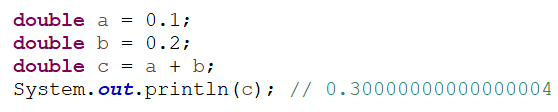 double a = 0.1;
double b = 0.2;
double c = a + b;
System.out.println(c); // 0.30000000000000004